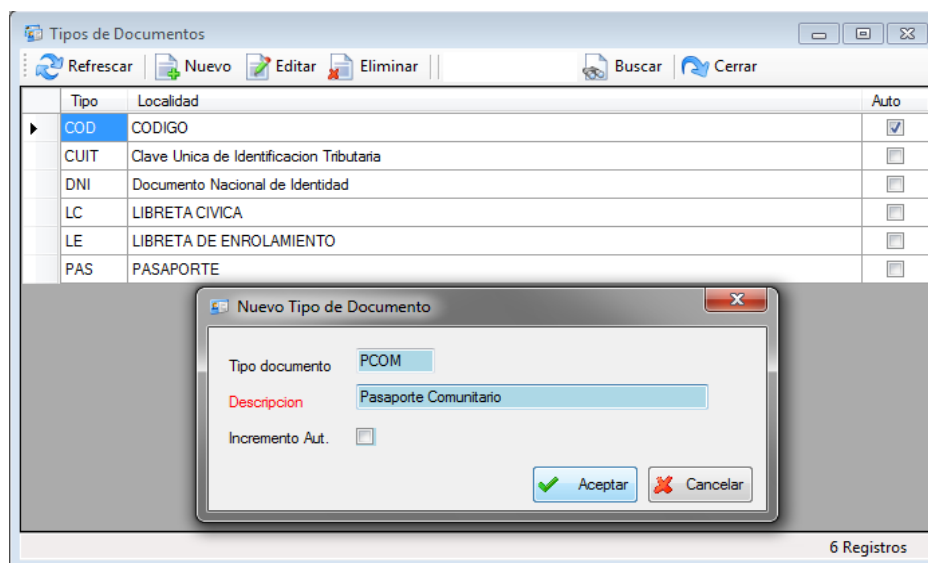 Tipos de Documentos
Refrescar Nuevo Editar Eliminar Buscar Cerrar
Tipo Localidad Auto
COD CODIGO
CUIT Clave Unica de Identificacion Tributaria
DNI Documento Nacional de Identidad
LC LIBRETA CIVICA
LE LIBRETA DE ENROLAMIENTO
PAS PASAPORTE
Nuevo Tipo de Documento
Tipo documento PCOM
Descripcion Pasaporte Comunitario
Incremento Aut.
Aceptar Cancelar
6 Registros